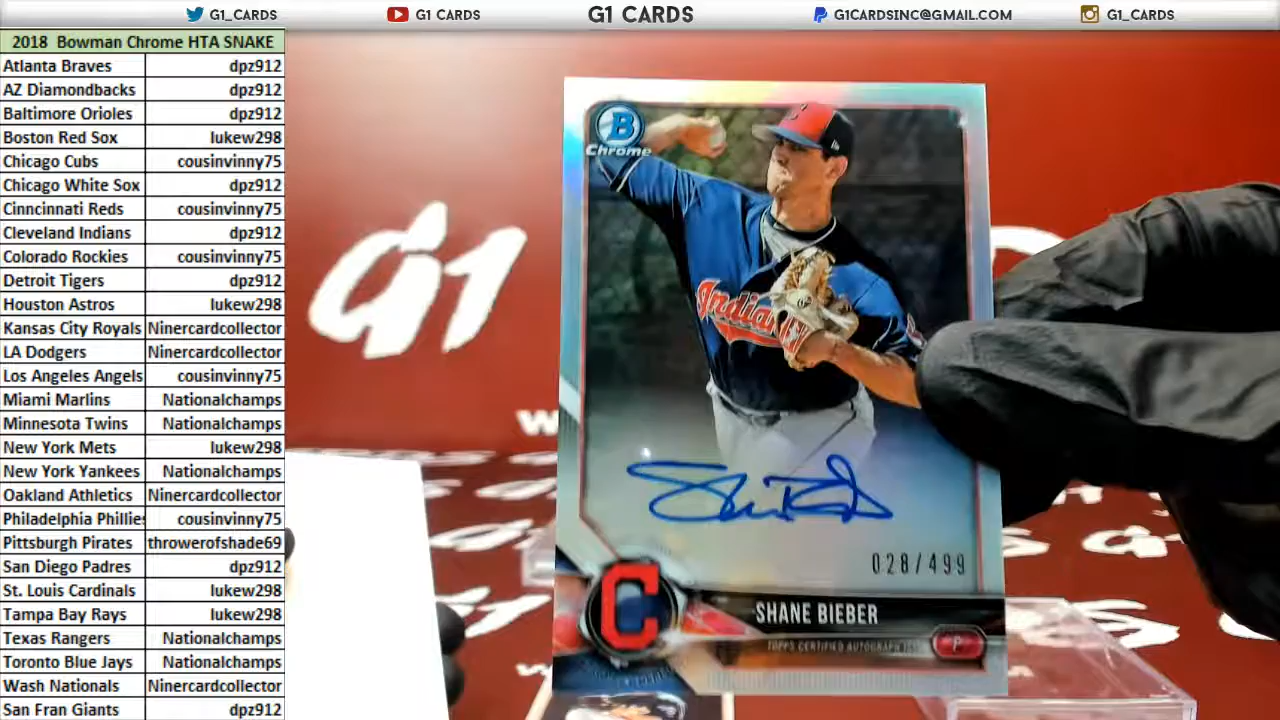 G1_CARDS
G1 CARDS
G1 CARDS
G1CARDSINC@GMAIL.COM
G1_CARDS
2018 Bowman Chrome HTA SNAKE
Atlanta Braves dpz912
AZ Diamondbacks dpz912
Baltimore Orioles dpz912
Boston Red Sox lukew298
Chicago Cubs cousinvinny75
Chicago White Sox dpz912
Cinncinnati Reds cousinvinny75
Cleveland Indians dpz912
Colorado Rockies cousinvinny75
Detroit Tigers dpz912
Houston Astros lukew298
Kansas City Royals Ninercardcollector
LA Dodgers Ninercardcollector
Los Angeles Angels cousinvinny75
Miami Marlins Nationalchamps
Minnesota Twins Nationalchamps
New York Mets lukew298
New York Yankees Nationalchamps
Oakland Athletics Ninercardcollector
Philadelphia Phillies cousinvinny75
Pittsburgh Pirates throwerofshade69
San Diego Padres dpz912
St. Louis Cardinals lukew298
Tampa Bay Rays lukew298
Texas Rangers Nationalchamps
Toronto Blue Jays Nationalchamps
Wash Nationals Ninercardcollector
San Fran Giants dpz912
G1
B
Chrome
Indians
028/499
C
SHANE BIEBER
TOPPS CERTIFIED AUTOGRAPH
P